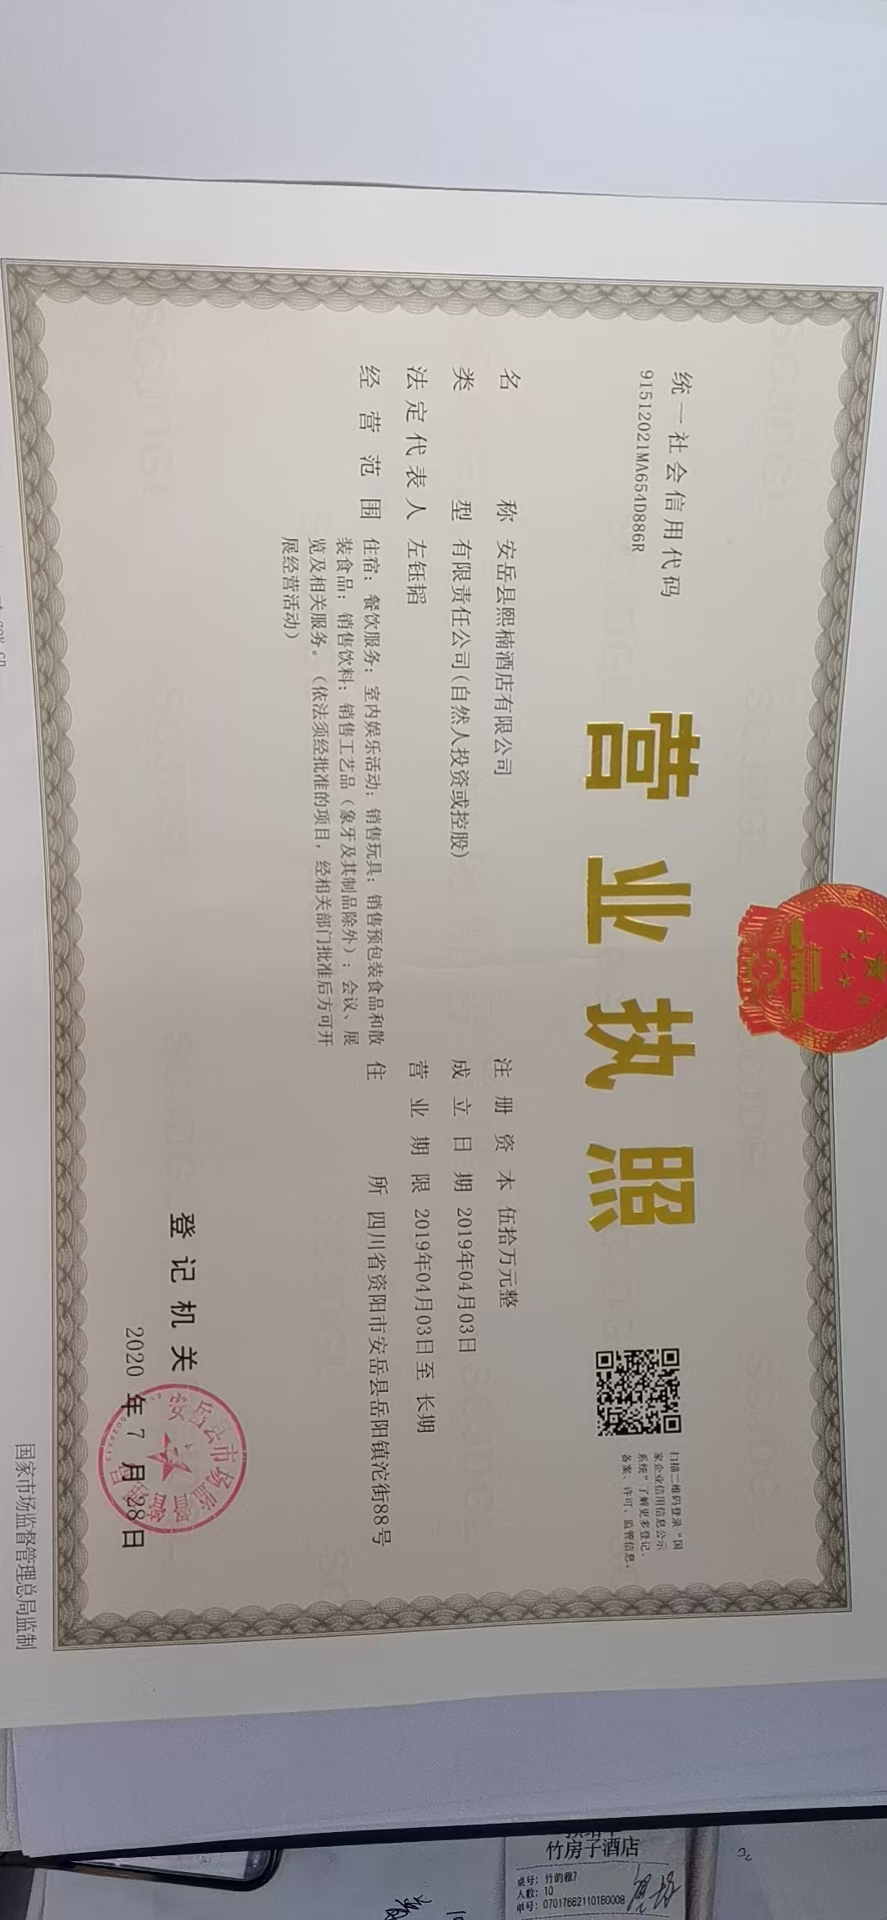 营业执照
统一社会信用代码
91512021MA654D886R
扫描二维码登录“国
家企业信用信息公示
系统”了解更多登记、
备案、许可、监管信息。
名称 安岳县熙楠酒店有限公司
类型 有限责任公司(自然人投资或控股)
法定代表人 左钰韬
经营范围 住宿；餐饮服务；室内娱乐活动；销售玩具；销售预包装食品和散
装食品；销售饮料；销售工艺品（象牙及其制品除外）；会议、展
览及相关服务。（依法须经批准的项目，经相关部门批准后方可开
展经营活动）
注册资本 伍拾万元整
成立日期 2019年04月03日
营业期限 2019年04月03日至 长期
住所 四川省资阳市安岳县岳阳镇沱街88号
登记机关
2020 年 7 月 28 日
国家市场监督管理总局监制
竹房子酒店
桌号：竹韵雅7
人数：10
单号：07017662110160008